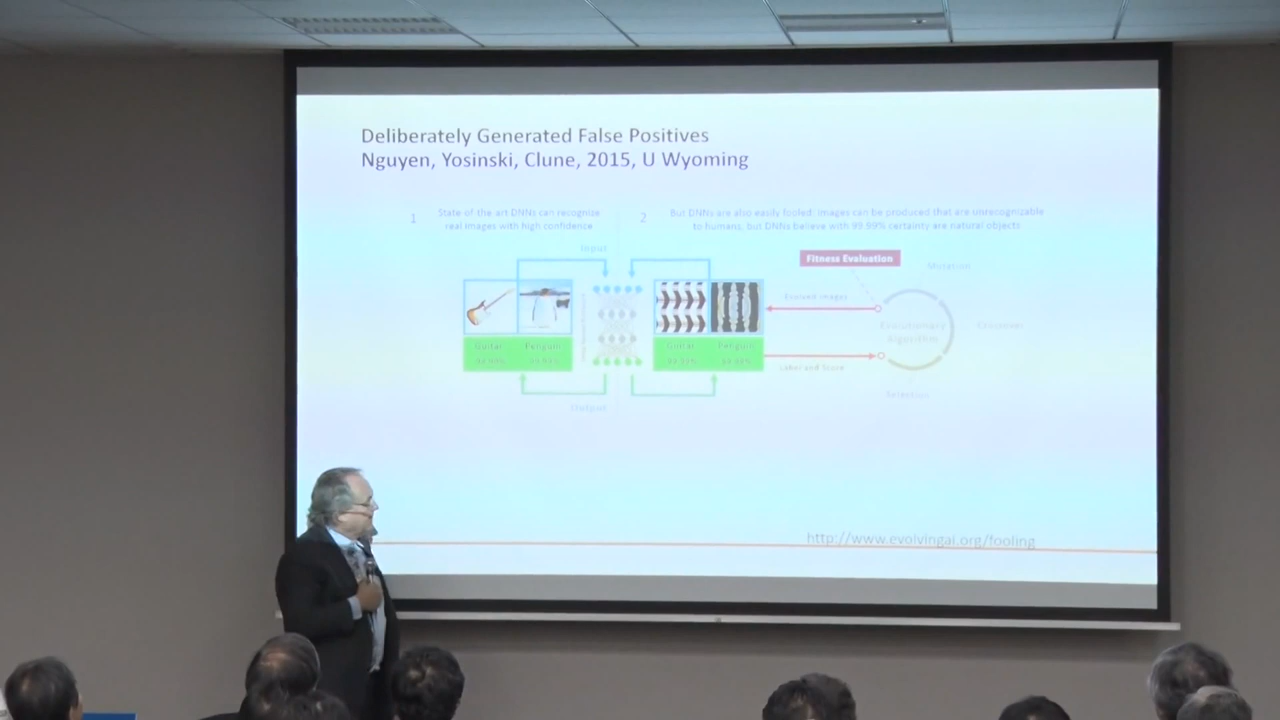 Deliberately Generated False Positives
Nguyen, Yosinski, Clune, 2015, U Wyoming
1
State of the art DNNs can recognize
real images with high confidence
2
But DNNs are also easily fooled: images can be produced that are unrecognizable
to humans, but DNNs believe with 99.99% certainty are natural objects
Input
Fitness Evaluation
Mutation
Evolved images
Guitar
Penguin
Guitar
Penguin
Evolutionary
Algorithm
Crossover
Label and Score
Selection
Output
http://www.evolvingai.org/fooling